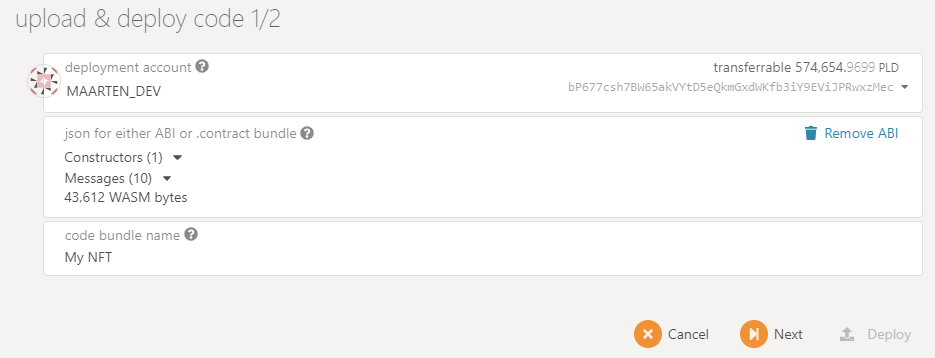 upload & deploy code 1/2
deployment account ?
transferrable 574,654.9699 PLD
MAARTEN_DEV
bP677csh7BW65akVYtD5eQkmGxdWKfb3iY9EViJPRwxzMec
json for either ABI or .contract bundle ?
Remove ABI
Constructors (1)
Messages (10)
43,612 WASM bytes
code bundle name ?
My NFT
Cancel
Next
Deploy